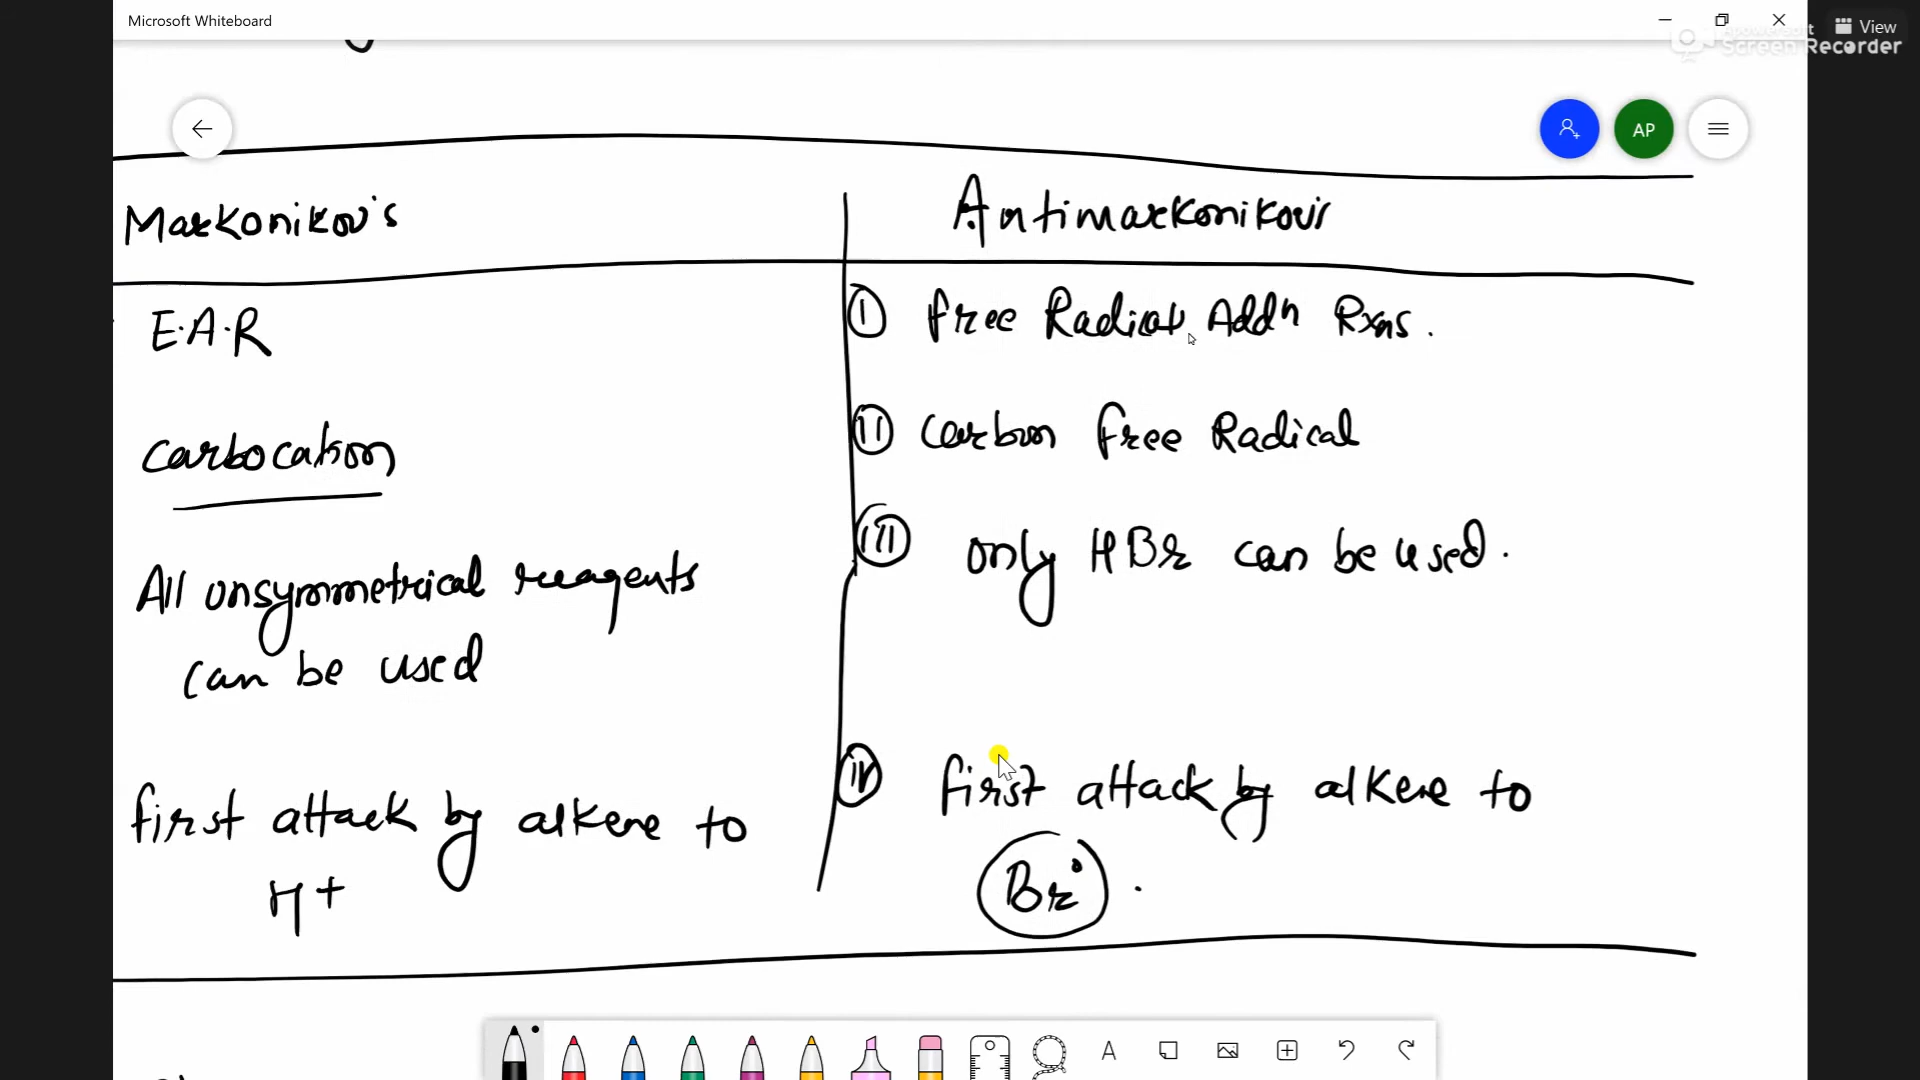 Microsoft Whiteboard
View
Apowersoft
Screen Recorder
AP
Markonikov's
Antimarkonikov's
E.A.R
I Free Radical Addn Rxns.
Carbocation
II Carbon free Radical
All unsymmetrical reagents
can be used
III only HBr can be used.
first attack by alkene to
H+
IV first attack by alkene to
Br° .
A